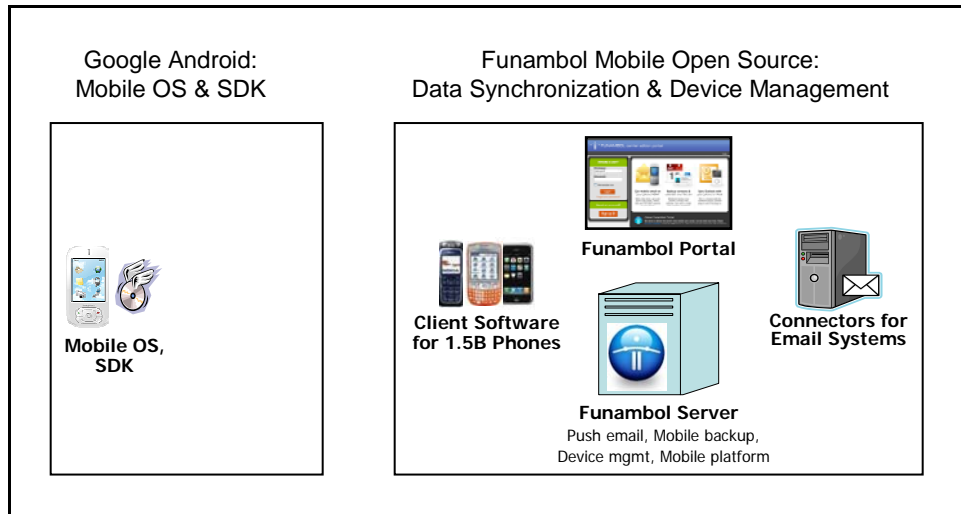 Google Android:
Mobile OS & SDK
Funambol Mobile Open Source:
Data Synchronization & Device Management
Mobile OS,
SDK
Funambol Portal
Client Software
for 1.5B Phones
Connectors for
Email Systems
Funambol Server
Push email, Mobile backup,
Device mgmt, Mobile platform